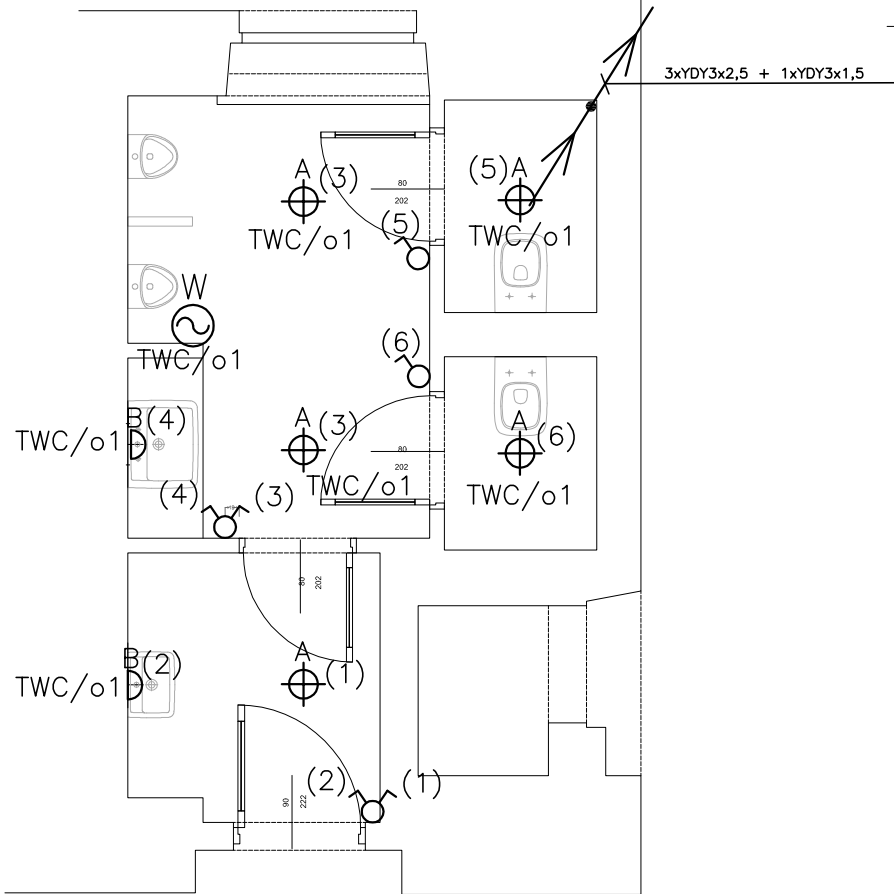 3xYDY3x2,5 + 1xYDY3x1,5
A
(3)
TWC/o1
80
202
(5)
(5)
A
TWC/o1
W
TWC/o1
(6)
B
(4)
TWC/o1
A
(3)
TWC/o1
80
202
A
(6)
TWC/o1
(4)
(3)
80
202
B
(2)
TWC/o1
A
(1)
(2)
(1)
90
222